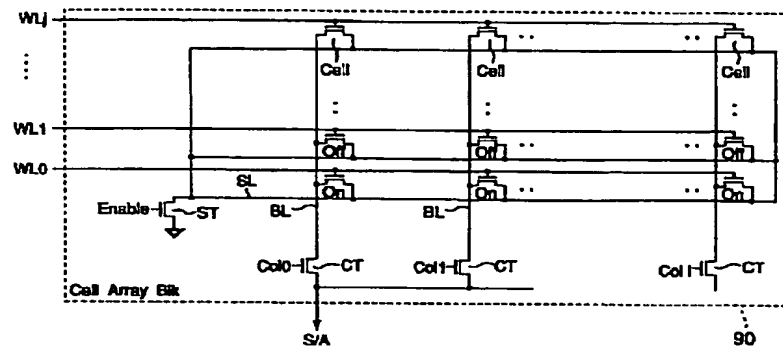 WLj
Cell Cell Cell
WL1
Off Off Off
WL0
On On On
SL
Enable ST BL BL
Col0 CT Col1 CT Col i CT
Cell Array Blk
S/A 90